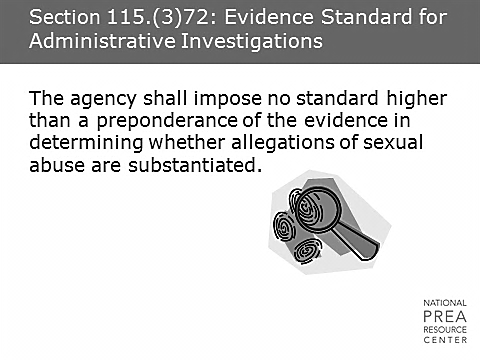 Section 115.(3)72: Evidence Standard for
Administrative Investigations
The agency shall impose no standard higher
than a preponderance of the evidence in
determining whether allegations of sexual
abuse are substantiated.
NATIONAL
PREA
RESOURCE
CENTER